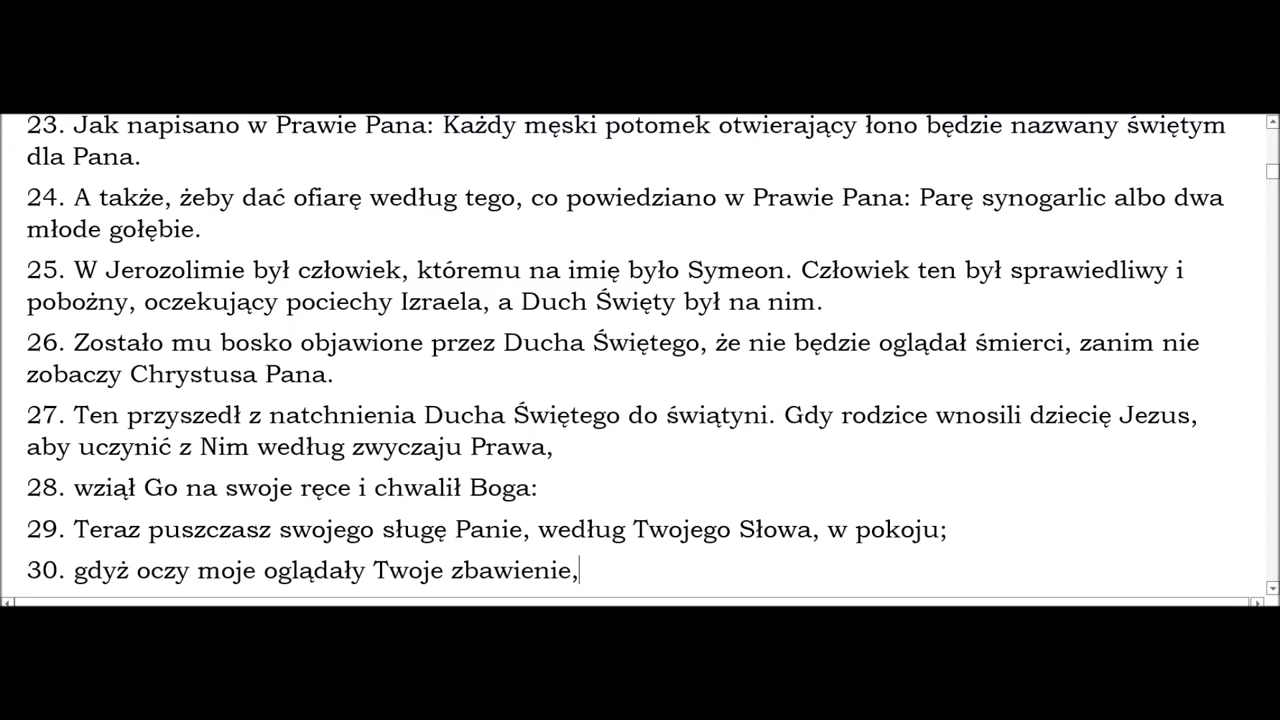 23. Jak napisano w Prawie Pana: Każdy męski potomek otwierający łono będzie nazwany świętym
dla Pana.
24. A także, żeby dać ofiarę według tego, co powiedziano w Prawie Pana: Parę synogarlic albo dwa
młode gołębie.
25. W Jerozolimie był człowiek, któremu na imię było Symeon. Człowiek ten był sprawiedliwy i
pobożny, oczekujący pociechy Izraela, a Duch Święty był na nim.
26. Zostało mu bosko objawione przez Ducha Świętego, że nie będzie oglądał śmierci, zanim nie
zobaczy Chrystusa Pana.
27. Ten przyszedł z natchnienia Ducha Świętego do świątyni. Gdy rodzice wnosili dziecię Jezus,
aby uczynić z Nim według zwyczaju Prawa,
28. wziął Go na swoje ręce i chwalił Boga:
29. Teraz puszczasz swojego sługę Panie, według Twojego Słowa, w pokoju;
30. gdyż oczy moje oglądały Twoje zbawienie,